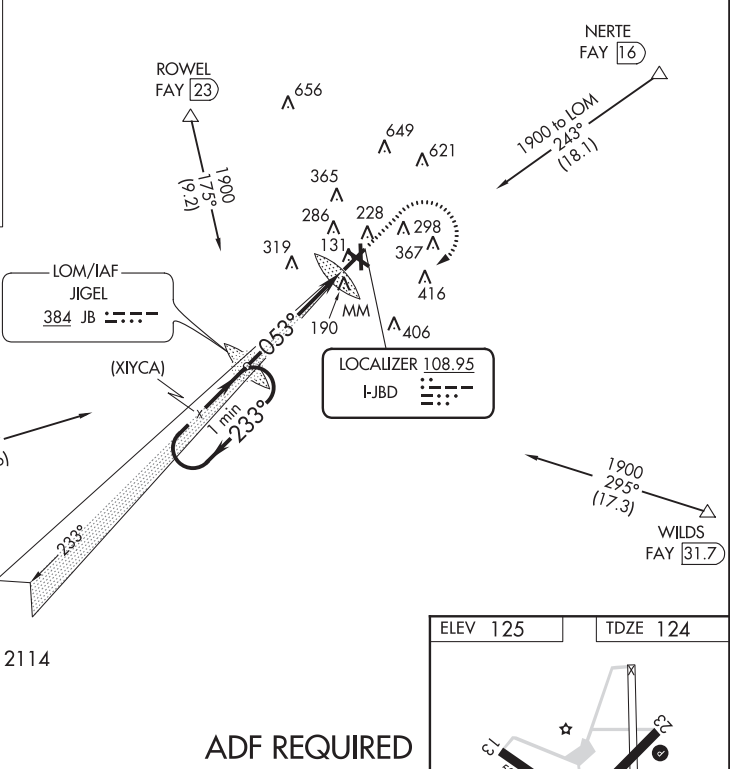 NERTE
FAY 16
ROWEL
FAY 23
656
1900 to LOM
243°
(18.1)
649
621
1900
175°
(9.2)
365
286
228
298
319
131
367
416
LOM/IAF
JIGEL
384 JB
190
MM
406
053°
(XIYCA)
LOCALIZER 108.95
I-JBD
1 min
233°
1900
295°
(17.3)
WILDS
FAY 31.7
233°
ELEV 125
TDZE 124
2114
ADF REQUIRED
13
23
X
P